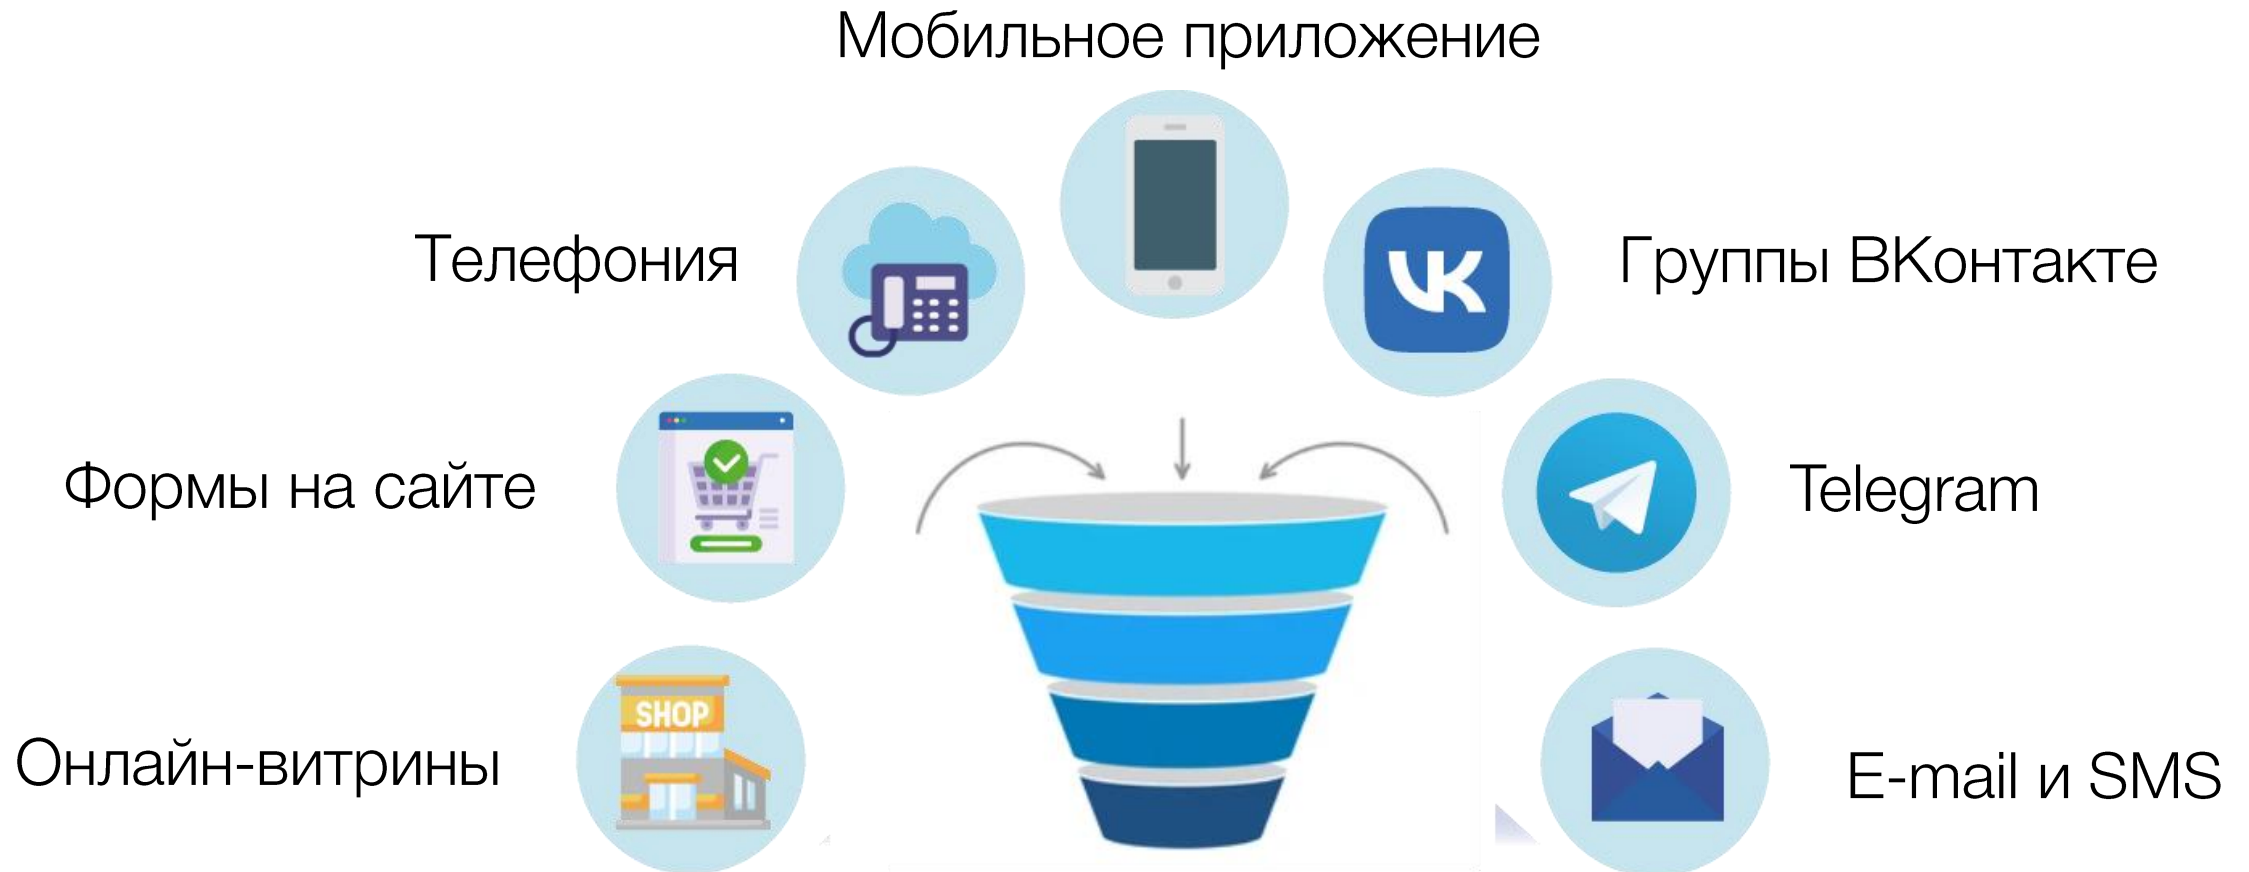 Мобильное приложение
Телефония
Группы ВКонтакте
Формы на сайте
Telegram
SHOP
Онлайн-витрины
E-mail и SMS